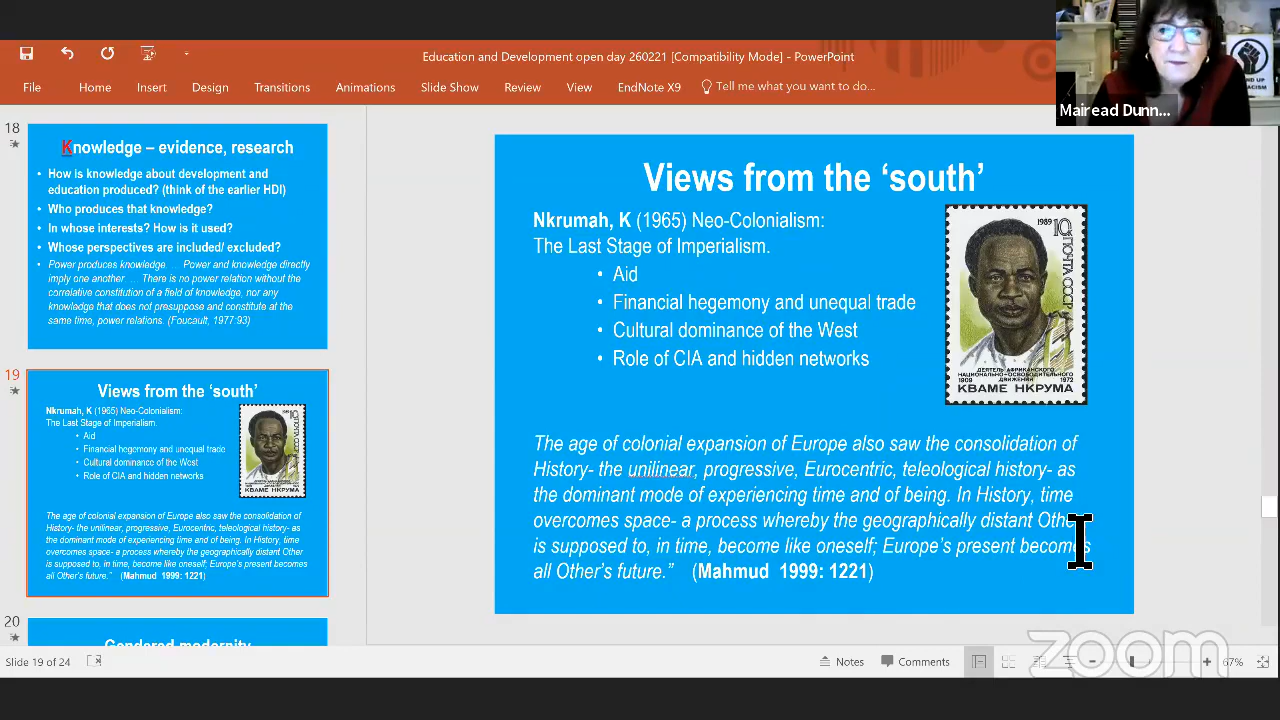 Education and Development open day 260221 [Compatibility Mode] - PowerPoint
File Home Insert Design Transitions Animations Slide Show Review View EndNote X9 Tell me what you want to do...
Mairead Dunn...
18
Knowledge – evidence, research
• How is knowledge about development and
education produced? (think of the earlier HDI)
• Who produces that knowledge?
• In whose interests? How is it used?
• Whose perspectives are included/ excluded?
• Power produces knowledge. … Power and knowledge directly
imply one another … There is no power relation without the
correlative constitution of a field of knowledge, nor any
knowledge that does not presuppose and constitute at the
same time, power relations. (Foucault, 1977:93)
19
Views from the ‘south’
Nkrumah, K (1965) Neo-Colonialism:
The Last Stage of Imperialism.
• Aid
• Financial hegemony and unequal trade
• Cultural dominance of the West
• Role of CIA and hidden networks
КВАМЕ НКРУМА
The age of colonial expansion of Europe also saw the consolidation of
History- the unilinear, progressive, Eurocentric, teleological history- as
the dominant mode of experiencing time and of being. In History, time
overcomes space- a process whereby the geographically distant Other
is supposed to, in time, become like oneself; Europe's present becomes
all Other's future.” (Mahmud 1999: 1221)
20
Gendered modernity
Views from the ‘south’
Nkrumah, K (1965) Neo-Colonialism:
The Last Stage of Imperialism.
• Aid
• Financial hegemony and unequal trade
• Cultural dominance of the West
• Role of CIA and hidden networks
1989 10к
ПОЧТА СССР
ДЕЯТЕЛЬ АФРИКАНСКОГО
НАЦИОНАЛЬНО-ОСВОБОДИТЕЛЬНОГО
1909 ДВИЖЕНИЯ 1972
КВАМЕ НКРУМА
The age of colonial expansion of Europe also saw the consolidation of
History- the unilinear, progressive, Eurocentric, teleological history- as
the dominant mode of experiencing time and of being. In History, time
overcomes space- a process whereby the geographically distant Othe
is supposed to, in time, become like oneself; Europe's present becomes
all Other's future.” (Mahmud 1999: 1221)
zoom
Slide 19 of 24 Notes Comments 67%